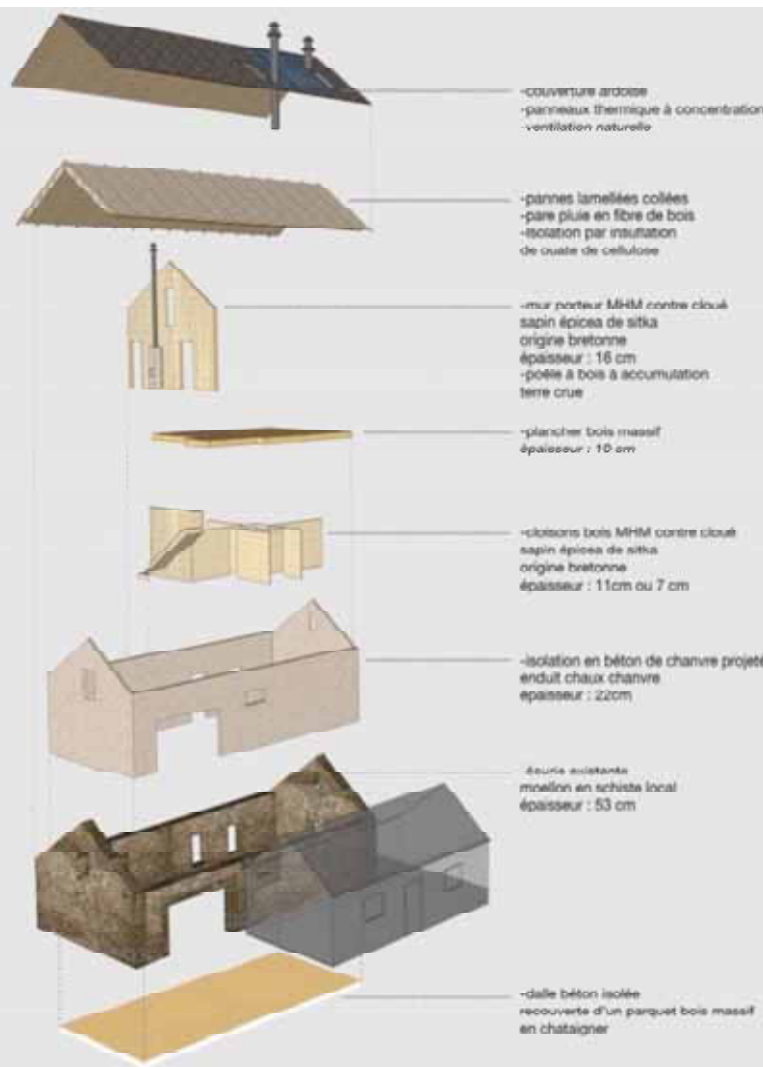 -couverture ardoise
-panneaux thermique à concentration
-ventilation naturelle
-pannes lamellées collées
-pare pluie en fibre de bois
-isolation par insuflation
de ouate de cellulose
-mur porteur MHM contre cloué
sapin épicea de sitka
origine bretonne
épaisseur : 16 cm
-poêle à bois à accumulation
terre crue
-plancher bois massif
épaisseur : 10 cm
-cloisons bois MHM contre cloué
sapin épicea de sitka
origine bretonne
épaisseur : 11cm ou 7 cm
-isolation en béton de chanvre projeté
enduit chaux chanvre
epaisseur : 22cm
-écurie existante
moellon en schiste local
épaisseur : 53 cm
-dalle béton isolée
recouverte d'un parquet bois massif
en chataigner